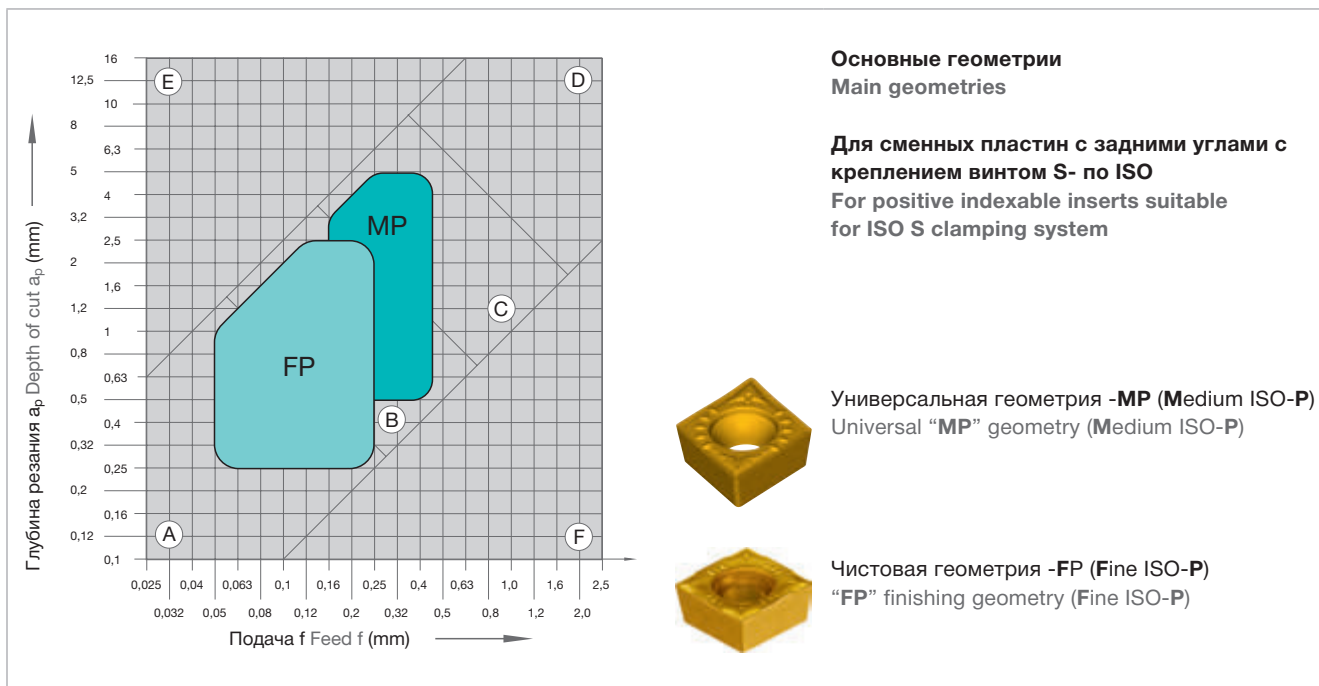 Глубина резания ap Depth of cut ap (mm)
16
12,5
10
8
6,3
5
4
3,2
2,5
2
1,6
1,2
1
0,8
0,63
0,5
0,4
0,32
0,25
0,2
0,16
0,12
0,1
E
D
MP
C
FP
B
A
F
0,025 0,04 0,063 0,1 0,16 0,25 0,4 0,63 1,0 1,6 2,5
0,032 0,05 0,08 0,12 0,2 0,32 0,5 0,8 1,2 2,0
Подача f Feed f (mm)
Основные геометрии
Main geometries
Для сменных пластин с задними углами с
креплением винтом S- по ISO
For positive indexable inserts suitable
for ISO S clamping system
Универсальная геометрия -MP (Medium ISO-P)
Universal “MP” geometry (Medium ISO-P)
Чистовая геометрия -FP (Fine ISO-P)
“FP” finishing geometry (Fine ISO-P)